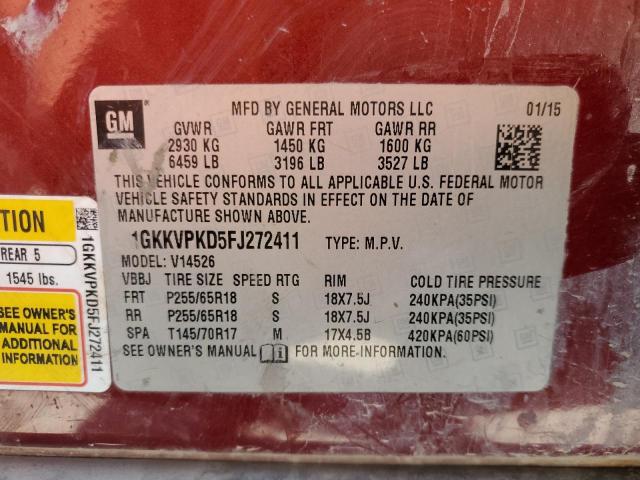 GM
MFD BY GENERAL MOTORS LLC 01/15
GVWR GAWR FRT GAWR RR
2930 KG 1450 KG 1600 KG
6459 LB 3196 LB 3527 LB
THIS VEHICLE CONFORMS TO ALL APPLICABLE U.S. FEDERAL MOTOR
VEHICLE SAFETY STANDARDS IN EFFECT ON THE DATE OF
MANUFACTURE SHOWN ABOVE.
1GKKVPKD5FJ272411 TYPE: M.P.V.
MODEL: V14526
VBBJ TIRE SIZE SPEED RTG RIM COLD TIRE PRESSURE
FRT P255/65R18 S 18X7.5J 240KPA(35PSI)
RR P255/65R18 S 18X7.5J 240KPA(35PSI)
SPA T145/70R17 M 17X4.5B 420KPA(60PSI)
SEE OWNER'S MANUAL FOR MORE-INFORMATION.
TION
REAR 5
1545 lbs.
SEE OWNER'S
MANUAL FOR
ADDITIONAL
INFORMATION
1GKKVPKD5FJ272411